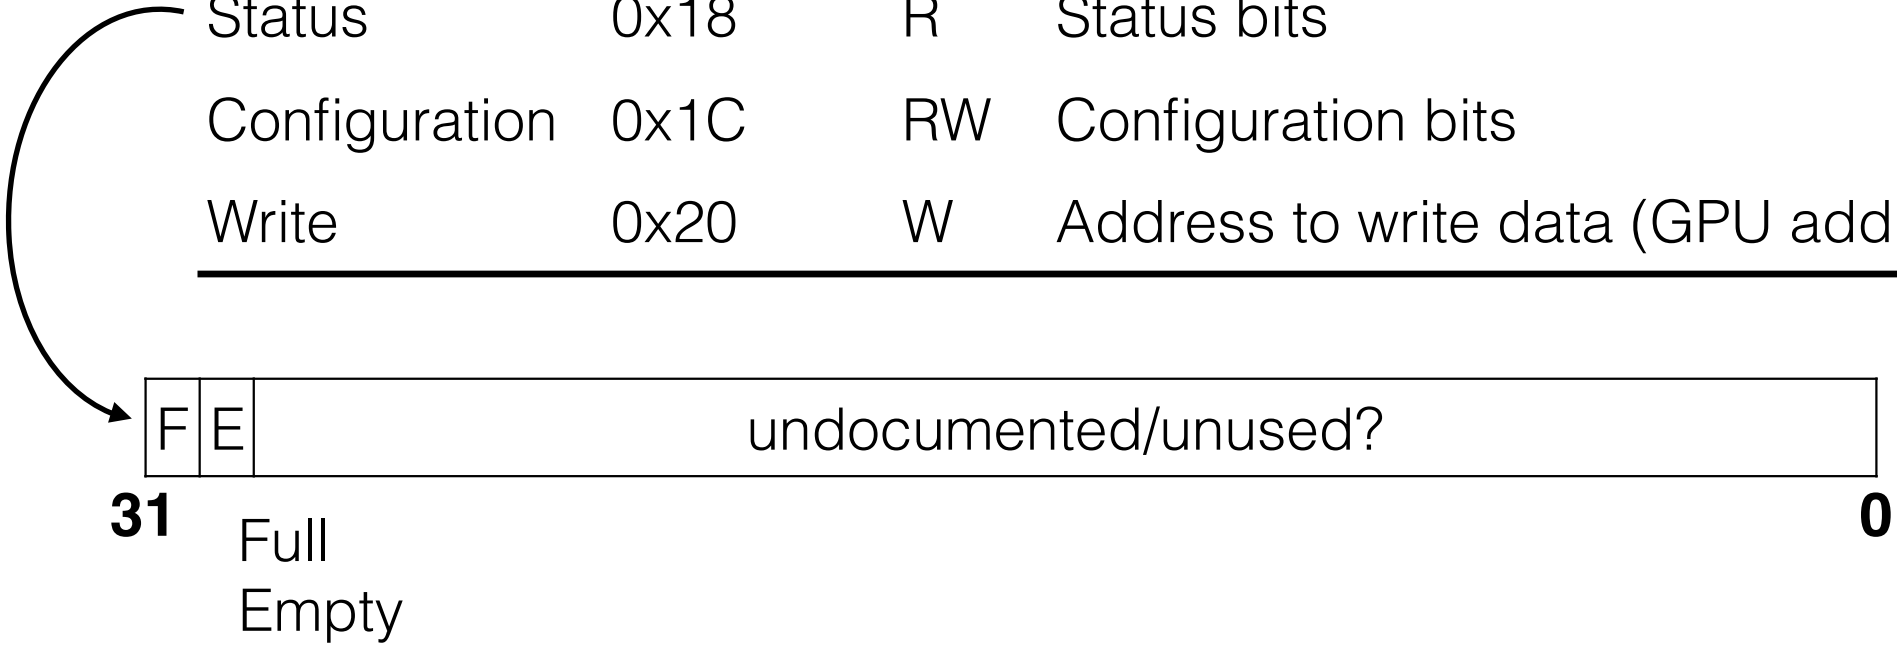 Status 0x18 R Status bits
Configuration 0x1C RW Configuration bits
Write 0x20 W Address to write data (GPU add
F E undocumented/unused?
31 0
Full
Empty